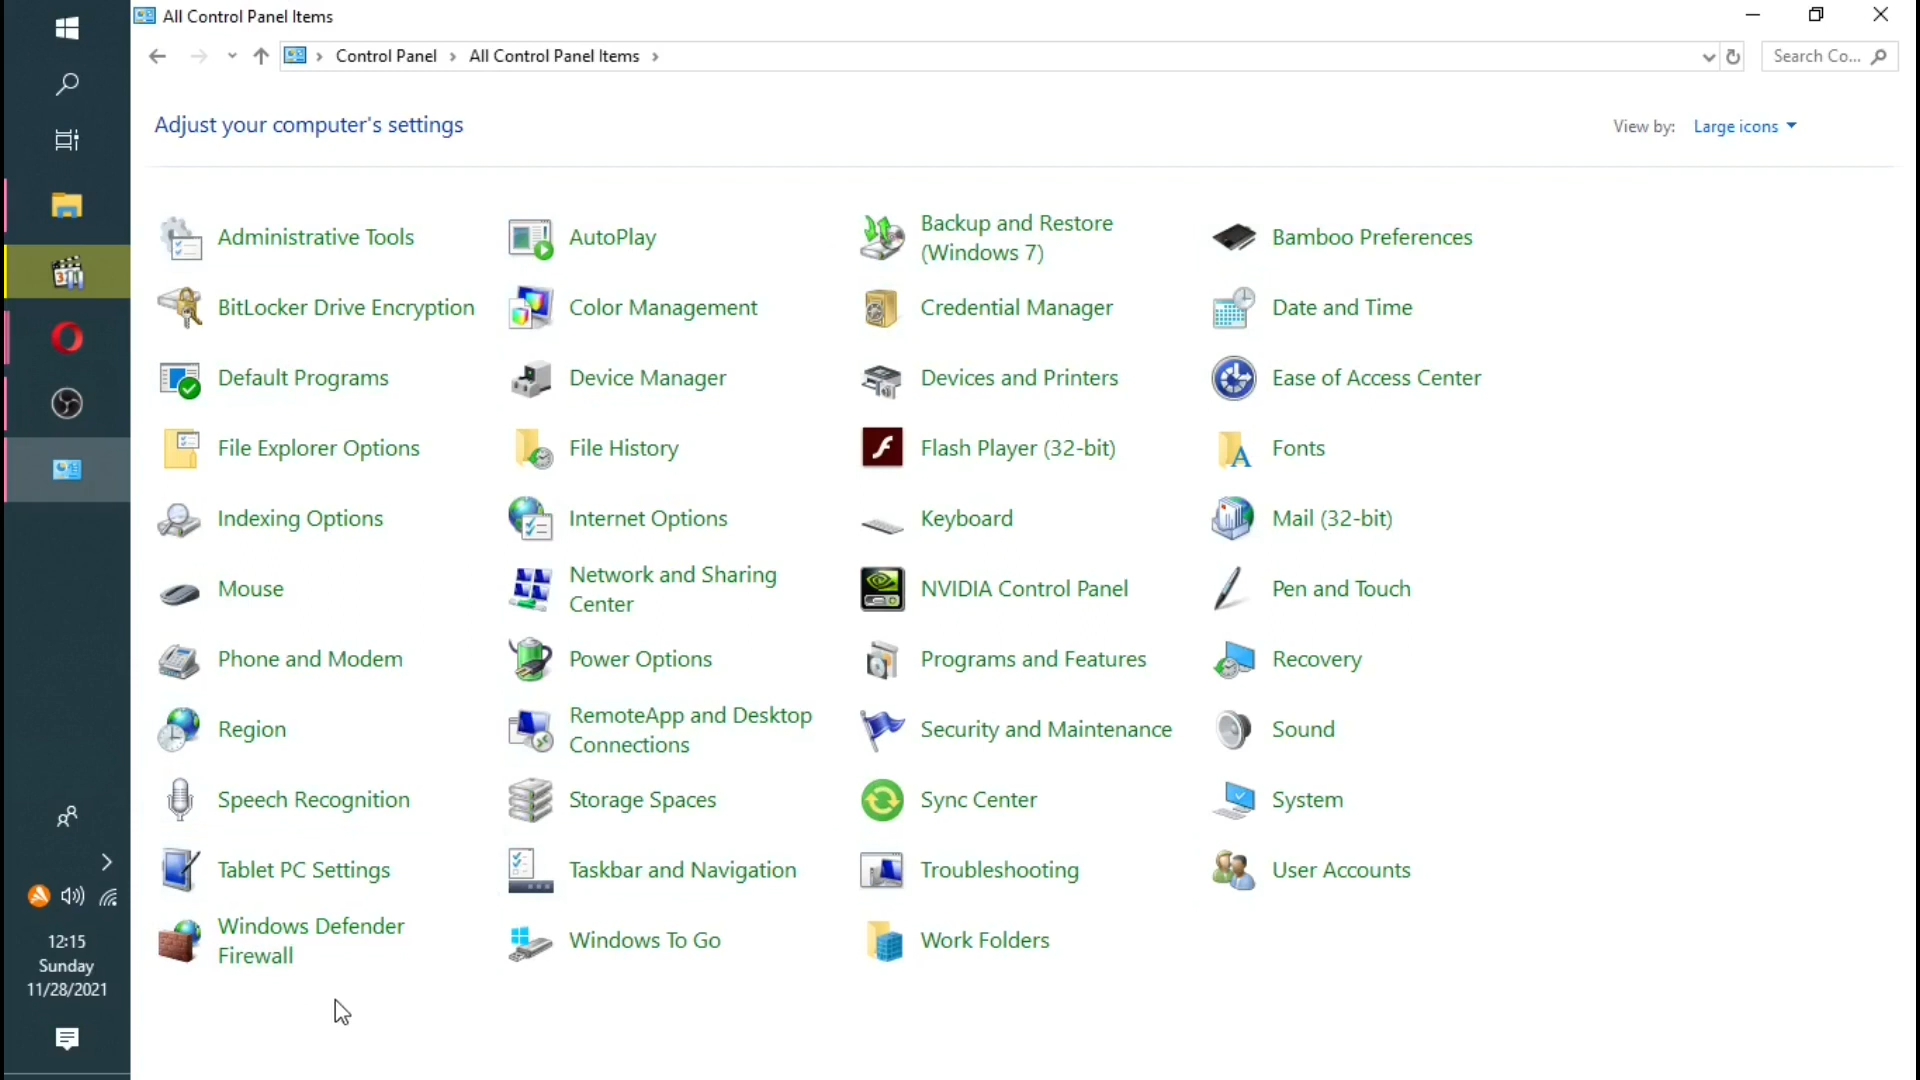 All Control Panel Items
Control Panel > All Control Panel Items >
Search Co...
Adjust your computer's settings
View by: Large icons
Administrative Tools
AutoPlay
Backup and Restore
(Windows 7)
Bamboo Preferences
BitLocker Drive Encryption
Color Management
Credential Manager
Date and Time
Default Programs
Device Manager
Devices and Printers
Ease of Access Center
File Explorer Options
File History
Flash Player (32-bit)
Fonts
Indexing Options
Internet Options
Keyboard
Mail (32-bit)
Mouse
Network and Sharing
Center
NVIDIA Control Panel
Pen and Touch
Phone and Modem
Power Options
Programs and Features
Recovery
Region
RemoteApp and Desktop
Connections
Security and Maintenance
Sound
Speech Recognition
Storage Spaces
Sync Center
System
Tablet PC Settings
Taskbar and Navigation
Troubleshooting
User Accounts
Windows Defender
Firewall
Windows To Go
Work Folders
12:15
Sunday
11/28/2021